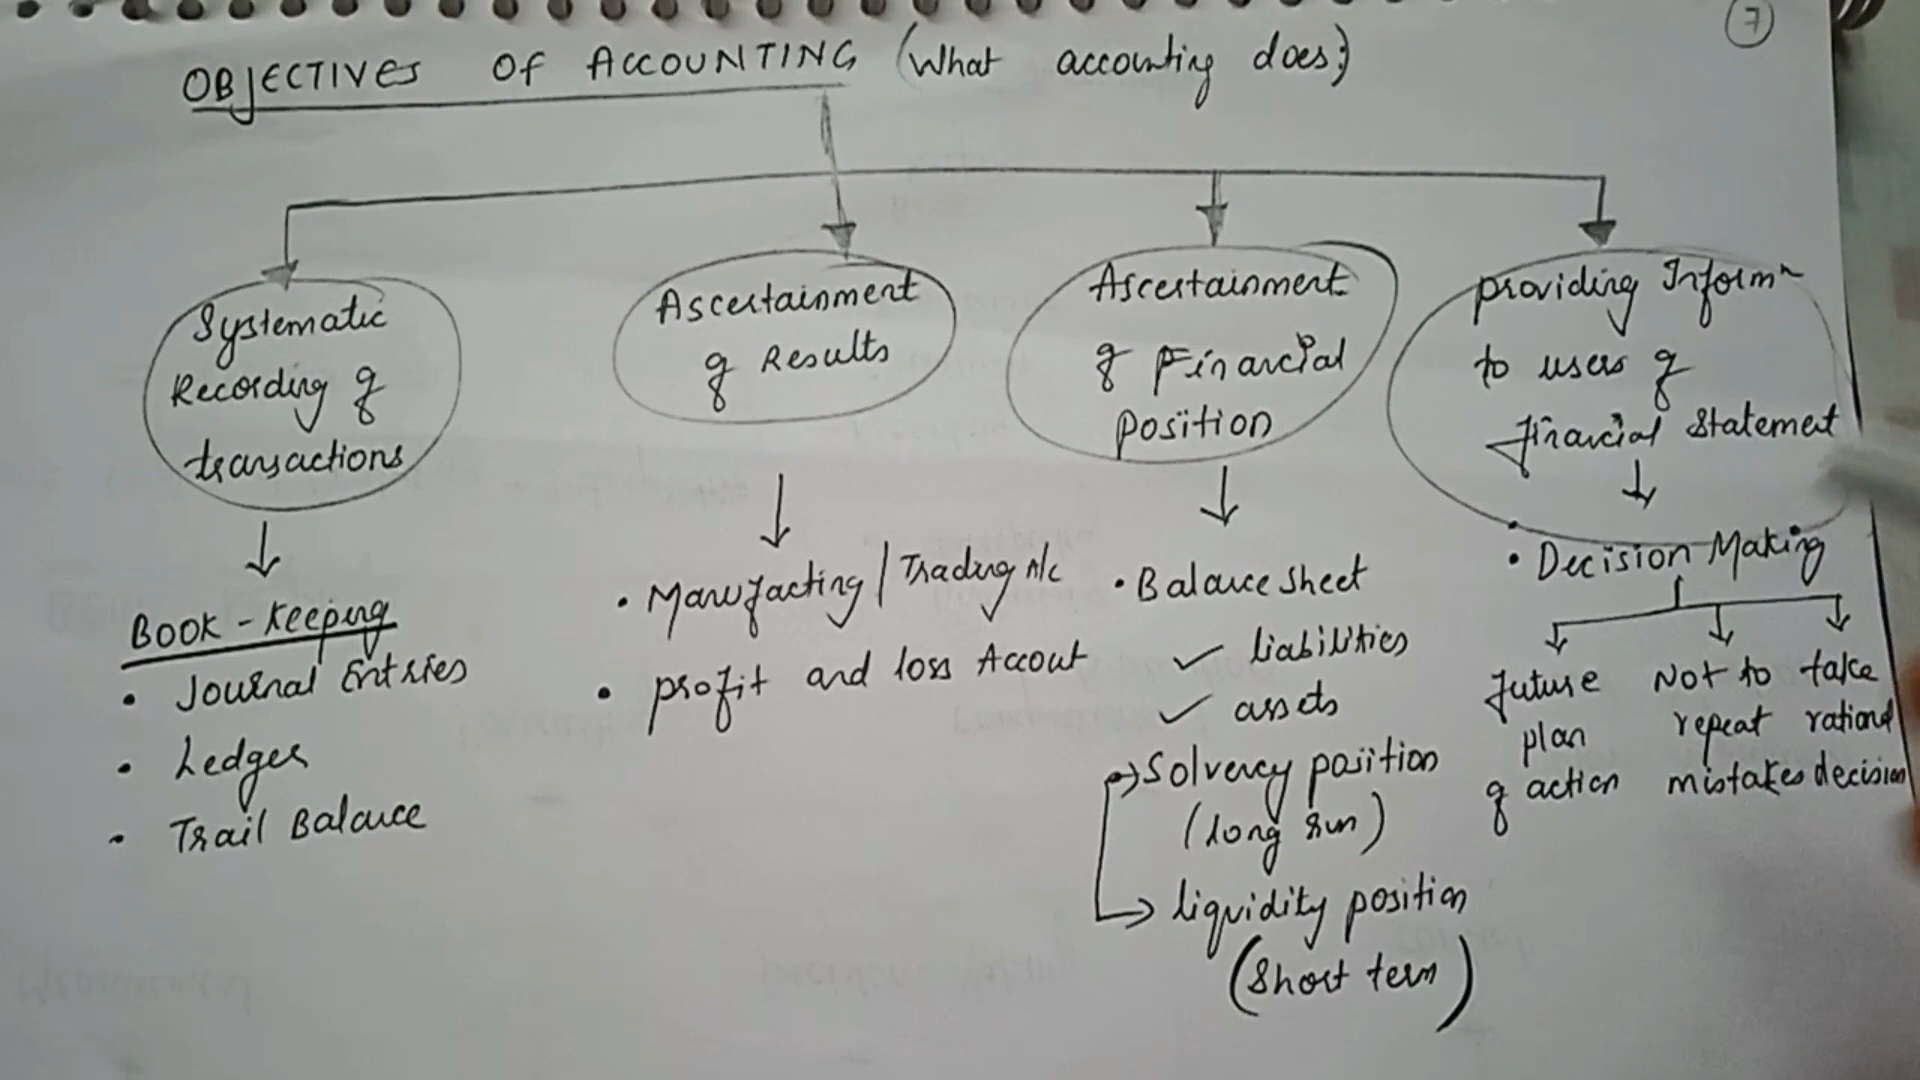 7
OBJECTIVES OF ACCOUNTING (What accounting does?)
Systematic
Recording of
transactions
Book - Keeping
• Journal Entries
• Ledger
• Trail Balance
Ascertainment
of Results
• Manufacting / Trading A/c
• profit and loss Accout
Ascertainment
of Financial
position
• Balance sheet
✓ liabilities
✓ assets
→ Solvency position
(long run)
→ liquidity position
(Short term)
providing Informn
to users of
financial Statemet
• Decision Making
future
plan
of action
Not to
repeat
mistakes
take
rational
decision